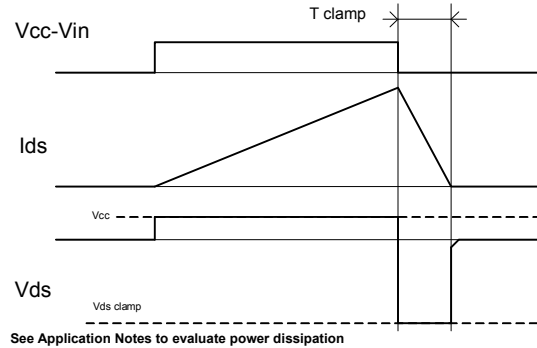 T clamp
Vcc-Vin
Ids
Vcc
Vds
Vds clamp
See Application Notes to evaluate power dissipation